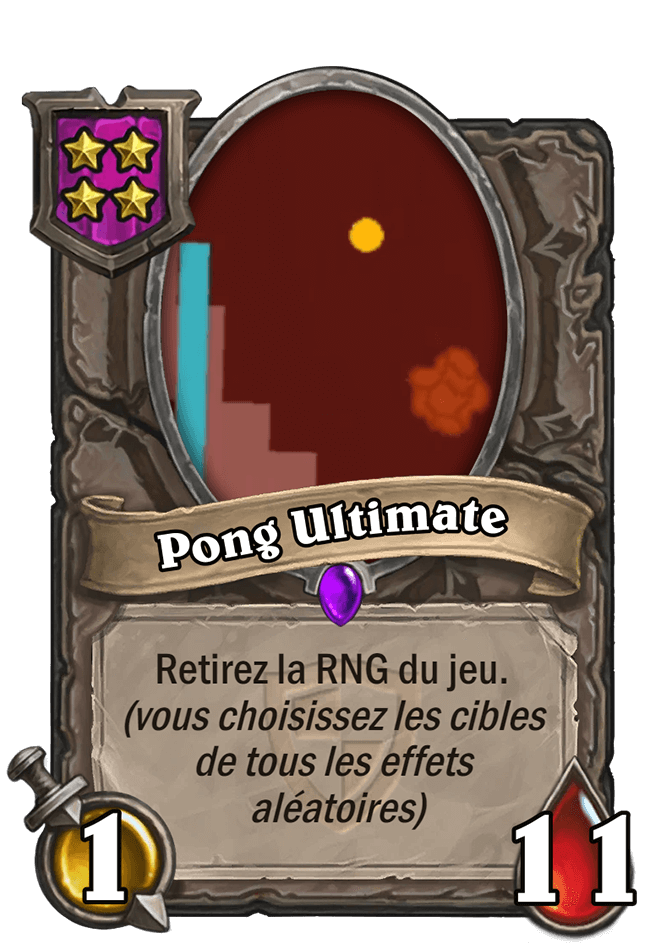 Pong Ultimate
Retirez la RNG du jeu.
(vous choisissez les cibles
de tous les effets
aléatoires)
1
11